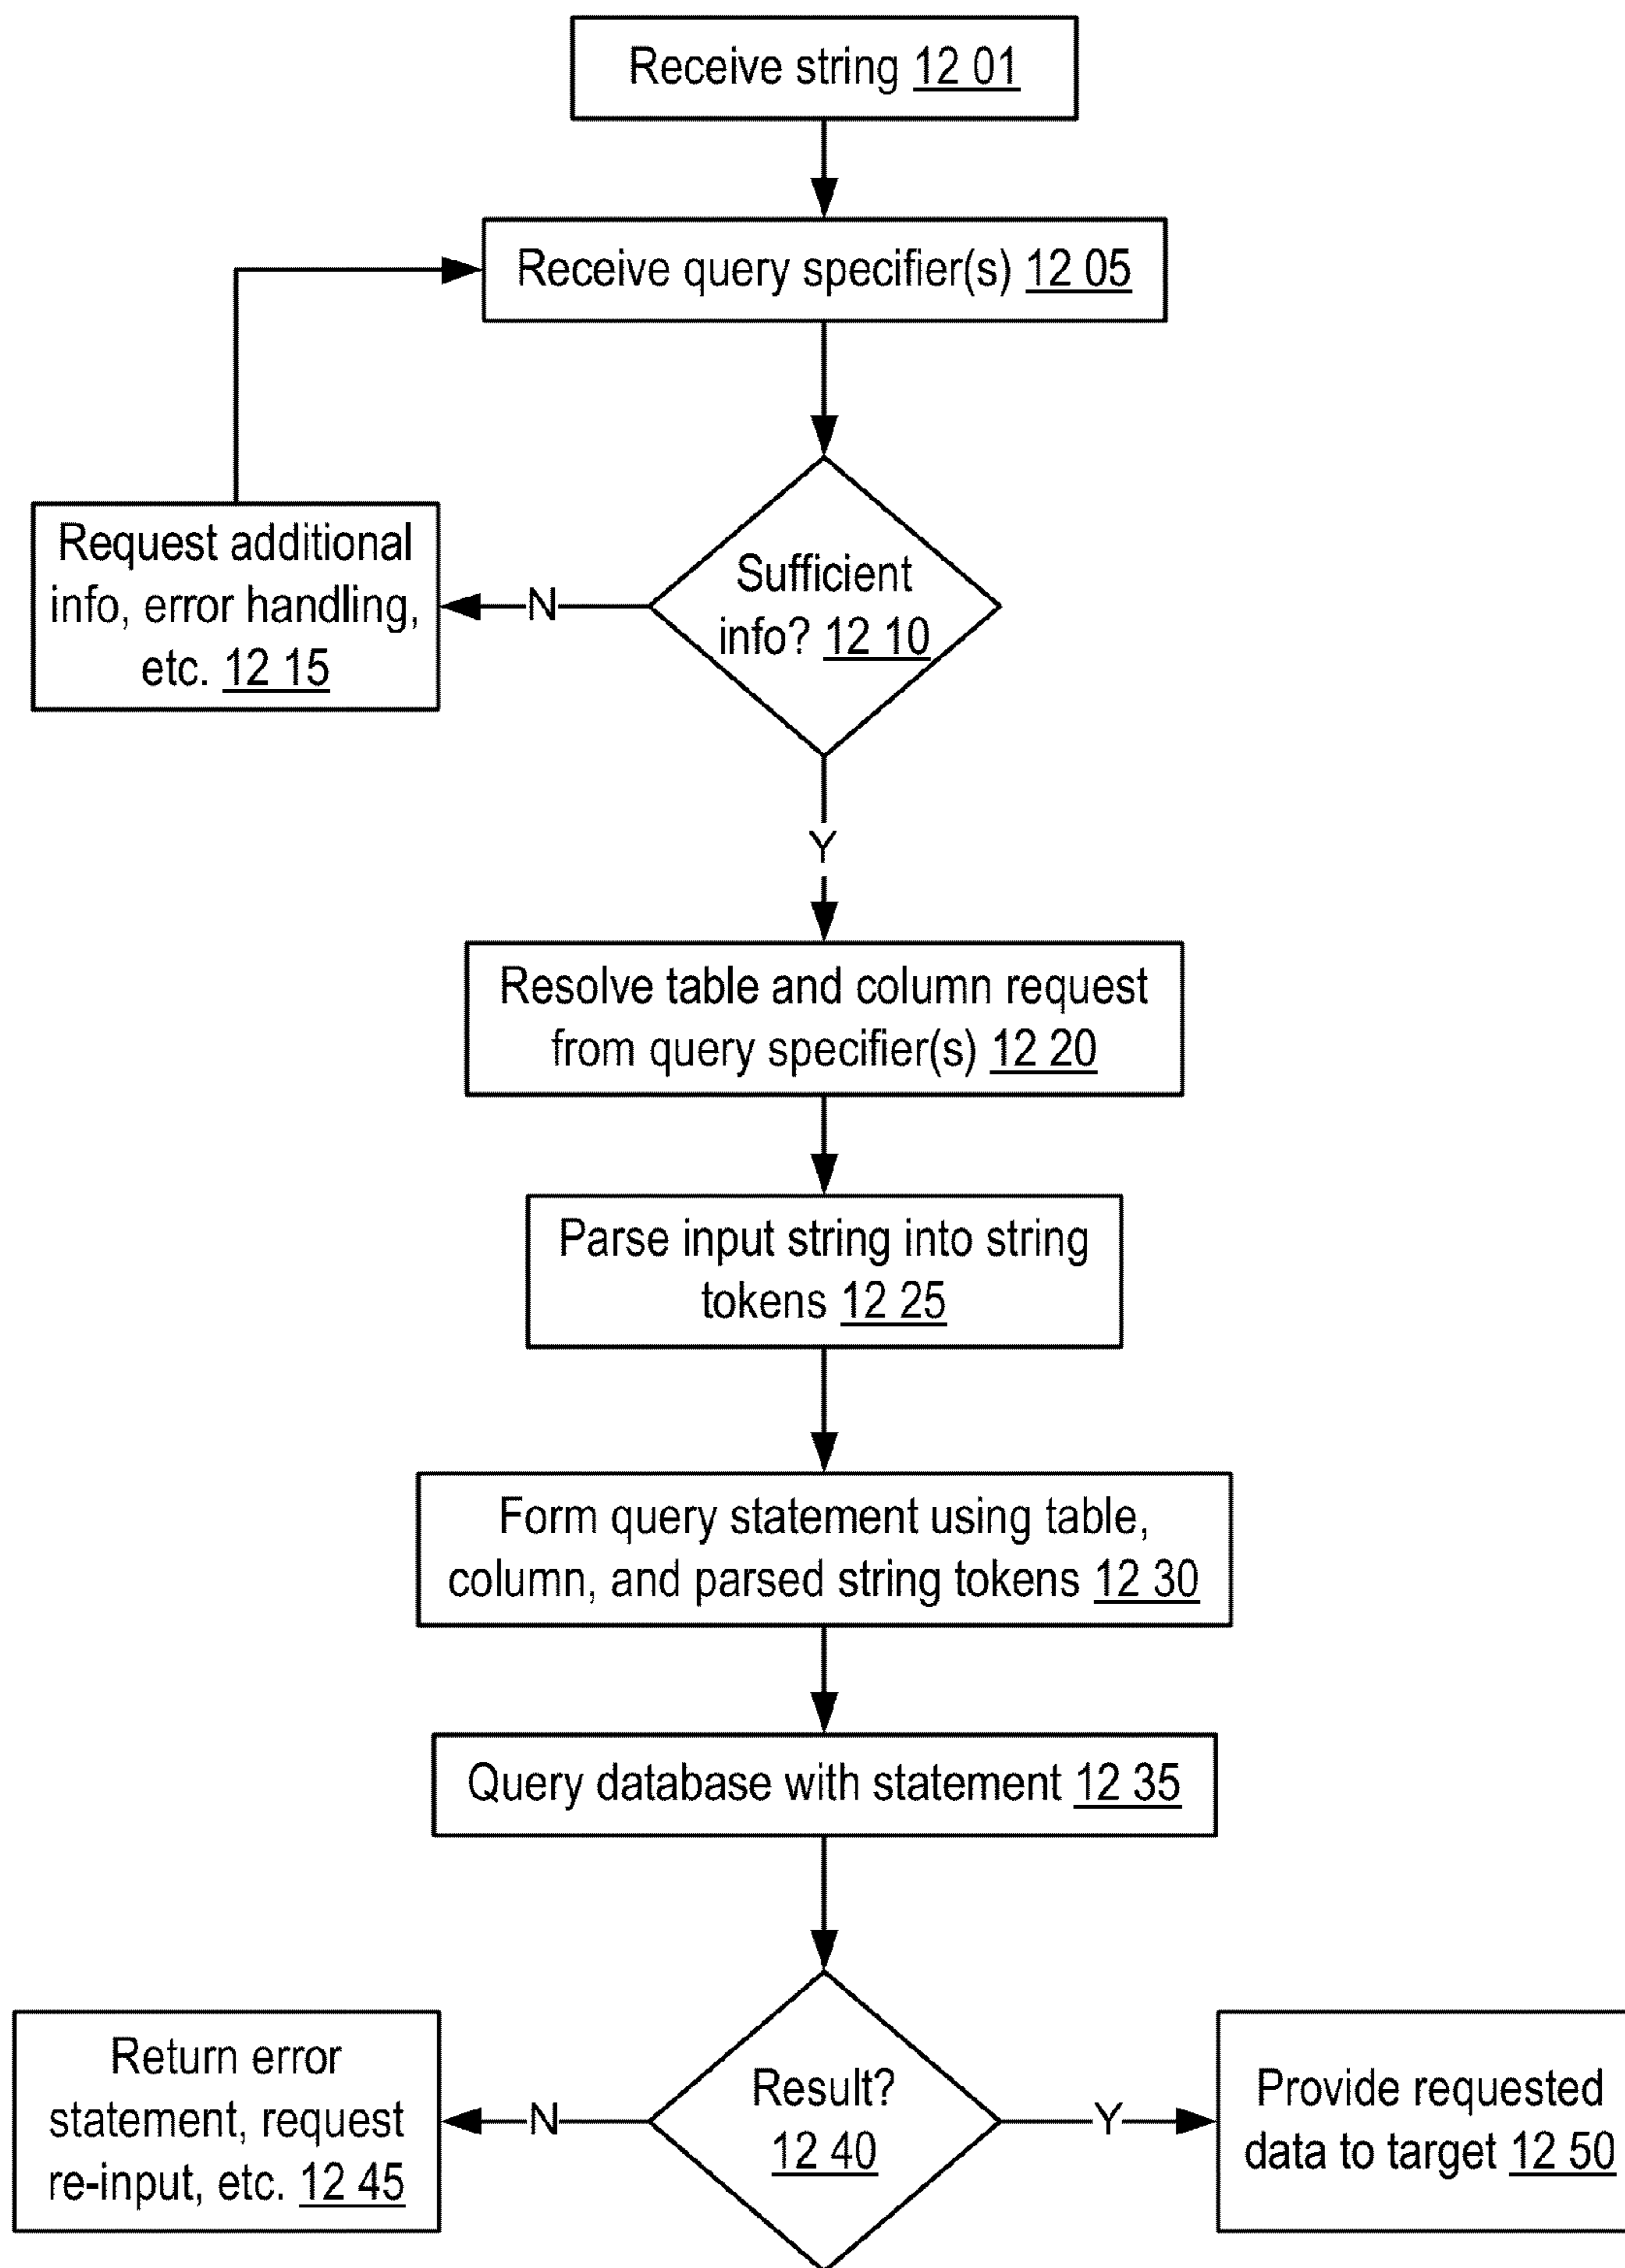 Receive string 12 01
Receive query specifier(s) 12 05
Request additional
info, error handling,
etc. 12 15
N
Sufficient
info? 12 10
Y
Resolve table and column request
from query specifier(s) 12 20
Parse input string into string
tokens 12 25
Form query statement using table,
column, and parsed string tokens 12 30
Query database with statement 12 35
Return error
statement, request
re-input, etc. 12 45
N
Result?
12 40
Y
Provide requested
data to target 12 50